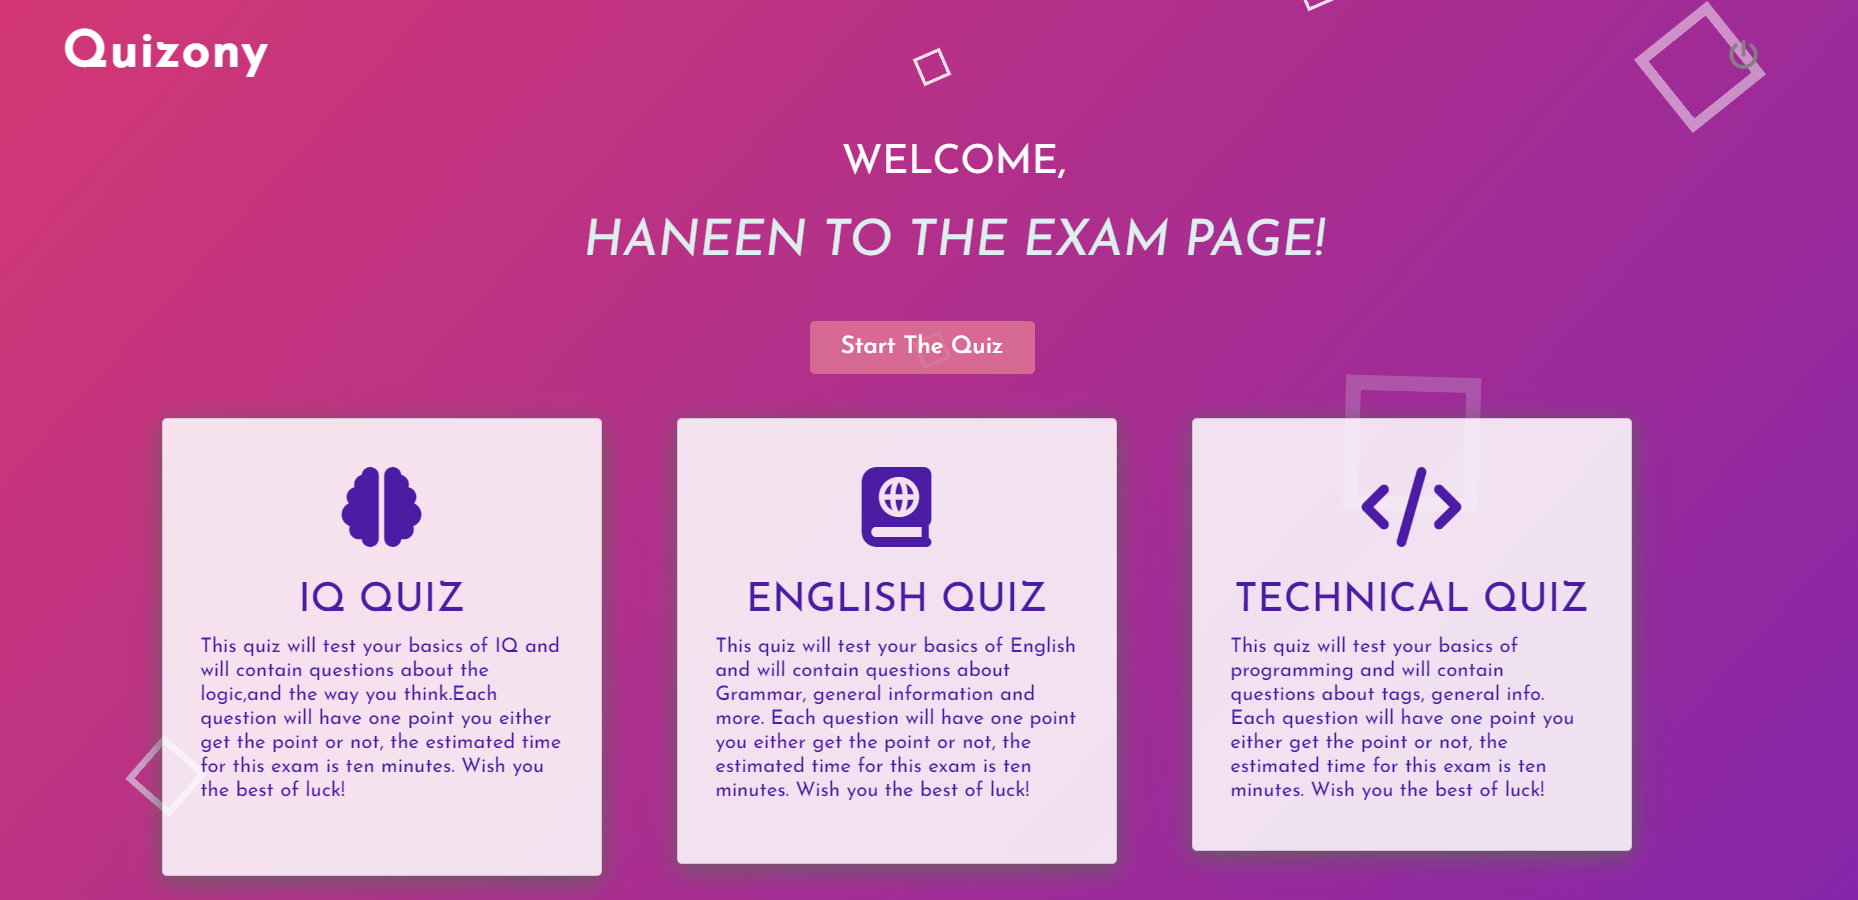 Quizony
WELCOME,
HANEEN TO THE EXAM PAGE!
Start The Quiz
IQ QUIZ
This quiz will test your basics of IQ and
will contain questions about the
logic,and the way you think.Each
question will have one point you either
get the point or not, the estimated time
for this exam is ten minutes. Wish you
the best of luck!
ENGLISH QUIZ
This quiz will test your basics of English
and will contain questions about
Grammar, general information and
more. Each question will have one point
you either get the point or not, the
estimated time for this exam is ten
minutes. Wish you the best of luck!
TECHNICAL QUIZ
This quiz will test your basics of
programming and will contain
questions about tags, general info.
Each question will have one point you
either get the point or not, the
estimated time for this exam is ten
minutes. Wish you the best of luck!